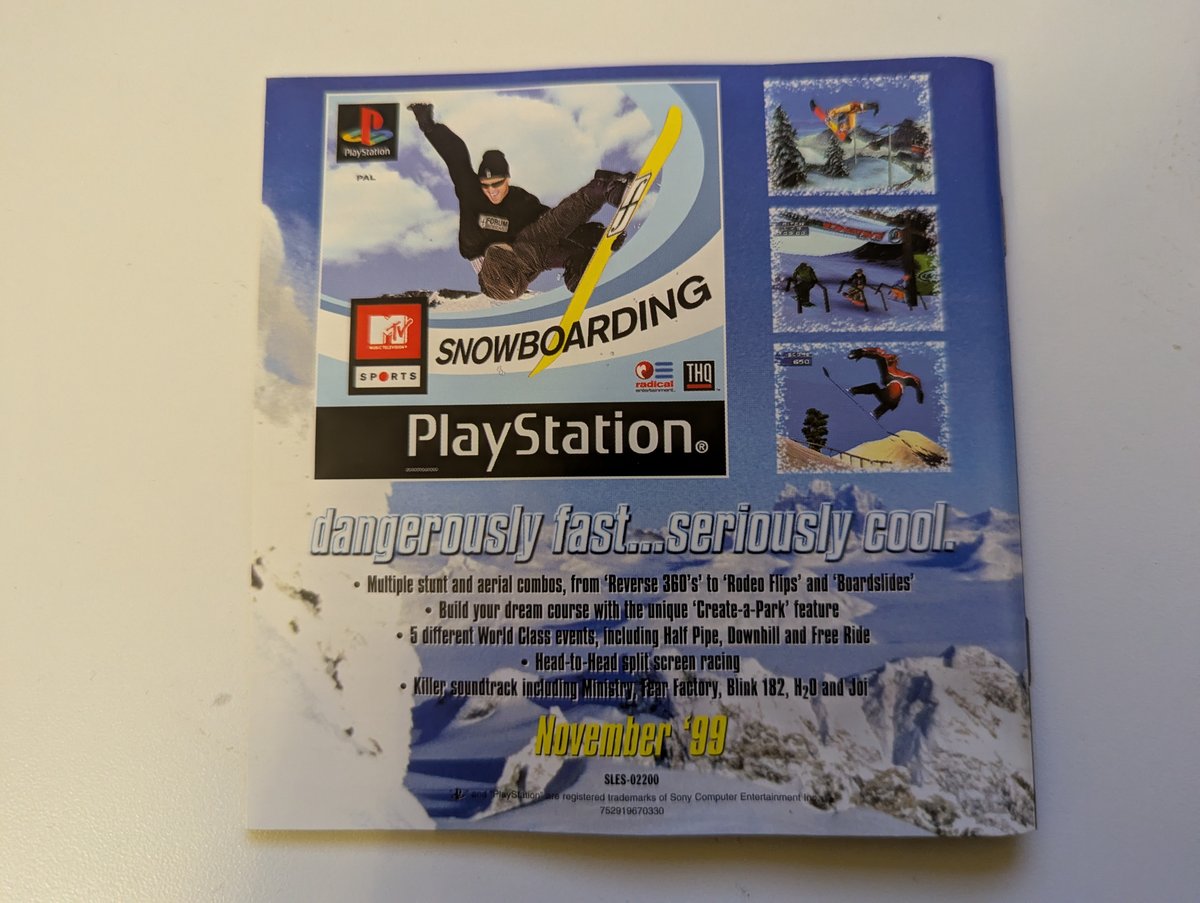 PlayStation
PAL
FORUM
MTV
MUSIC TELEVISION
SPORTS
SNOWBOARDING
radical
entertainment
THQ
PlayStation®
650
dangerously fast...seriously cool.
• Multiple stunt and aerial combos, from ‘Reverse 360's’ to ‘Rodeo Flips’ and ‘Boardslides’
• Build your dream course with the unique ‘Create-a-Park’ feature
• 5 different World Class events, including Half Pipe, Downhill and Free Ride
• Head-to-Head split screen racing
• Killer soundtrack including Ministry, Fear Factory, Blink 182, H2O and Joi
November ‘99
SLES-02200
and "PlayStation" are registered trademarks of Sony Computer Entertainment Inc.
752919670330